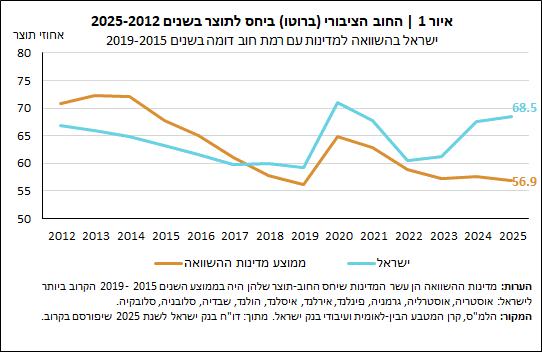 איור 1 | החוב הציבורי (ברוטו) ביחס לתוצר בשנים 2025-2012
ישראל בהשוואה למדינות עם רמת חוב דומה בשנים 2019-2015
אחוזי תוצר
80
75
70
65
60
55
50
68.5
56.9
2012 2013 2014 2015 2016 2017 2018 2019 2020 2021 2022 2023 2024 2025
ישראל
ממוצע מדינות ההשוואה
הערות: מדינות ההשוואה הן עשר המדינות שיחס החוב-תוצר שלהן היה בממוצע השנים 2015 - 2019 הקרוב ביותר
לישראל: אוסטריה, אוסטרליה, גרמניה, פינלנד, אירלנד, איסלנד, הולנד, שבדיה, סלובניה, סלובקיה.
המקור: הלמ"ס, קרן המטבע הבין-לאומית ועיבודי בנק ישראל. מתוך: דו"ח בנק ישראל לשנת 2025 שיפורסם בקרוב.